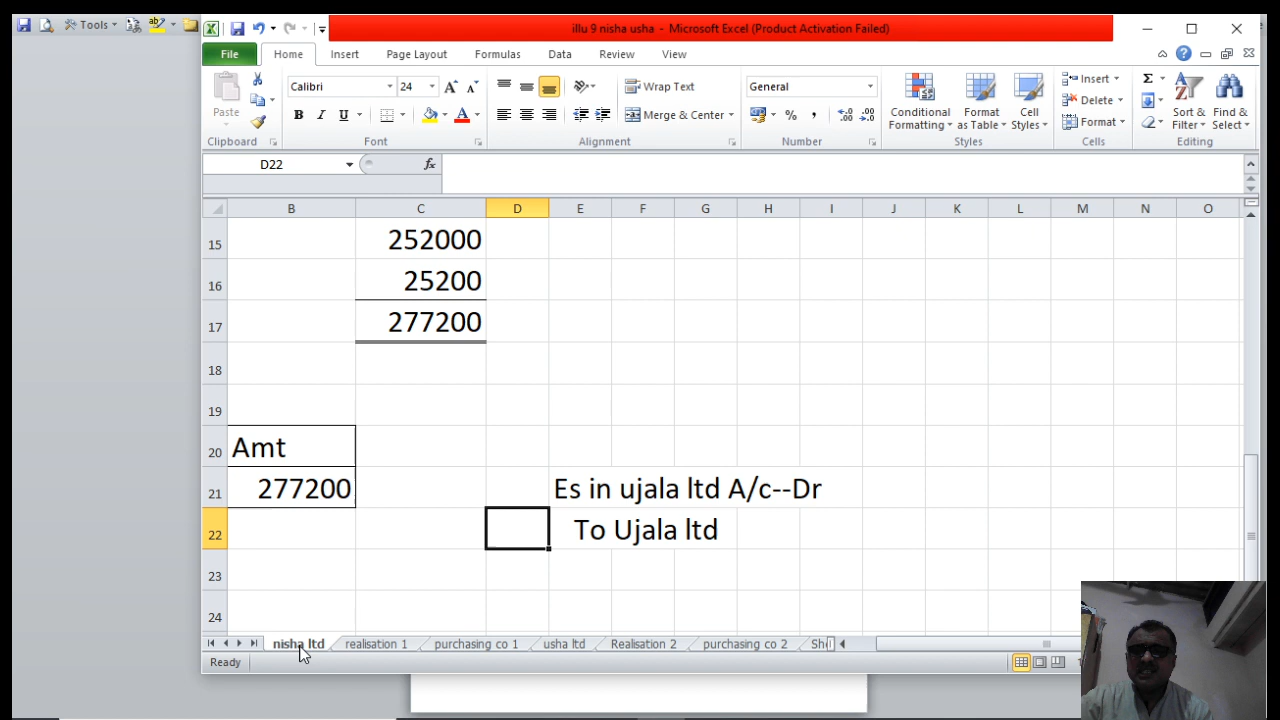 Tools
illu 9 nisha usha - Microsoft Excel (Product Activation Failed)
File Home Insert Page Layout Formulas Data Review View
Paste
Calibri 24
B I U
Wrap Text
Merge & Center
General
Conditional Formatting
Format as Table
Cell Styles
Insert
Delete
Format
Sort & Filter
Find & Select
Clipboard Font Alignment Number Styles Cells Editing
D22 fx
B C D E F G H I J K L M N O
15 252000
16 25200
17 277200
18
19
20 Amt
21 277200 Es in ujala ltd A/c--Dr
22 To Ujala ltd
23
24
nisha ltd realisation 1 purchasing co 1 usha ltd Realisation 2 purchasing co 2
Ready